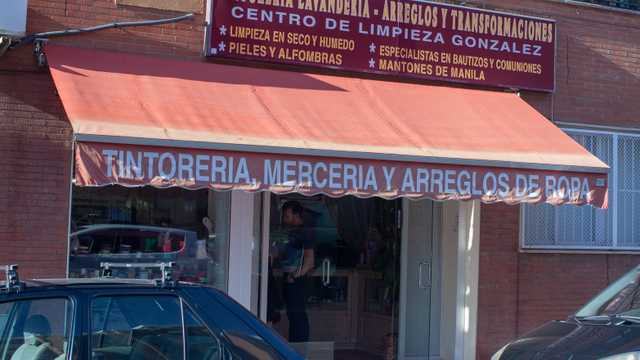 LAVANDERIA - ARREGLOS Y TRANSFORMACIONES
CENTRO DE LIMPIEZA GONZALEZ
★ LIMPIEZA EN SECO Y HUMEDO
★ PIELES Y ALFOMBRAS
★ ESPECIALISTAS EN BAUTIZOS Y COMUNIONES
★ MANTONES DE MANILA
TINTORERIA, MERCERIA Y ARREGLOS DE ROPA